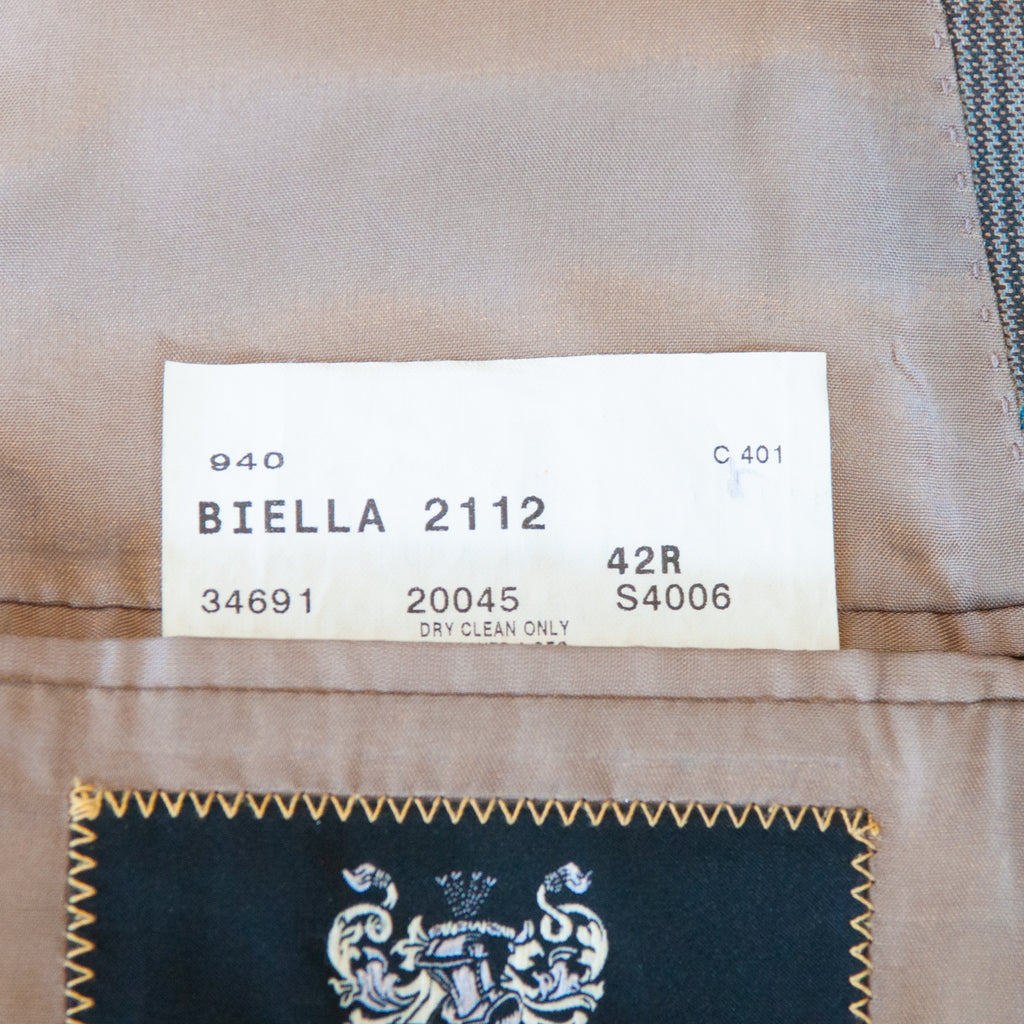 940 C 401
BIELLA 2112
42R
34691 20045 S4006
DRY CLEAN ONLY